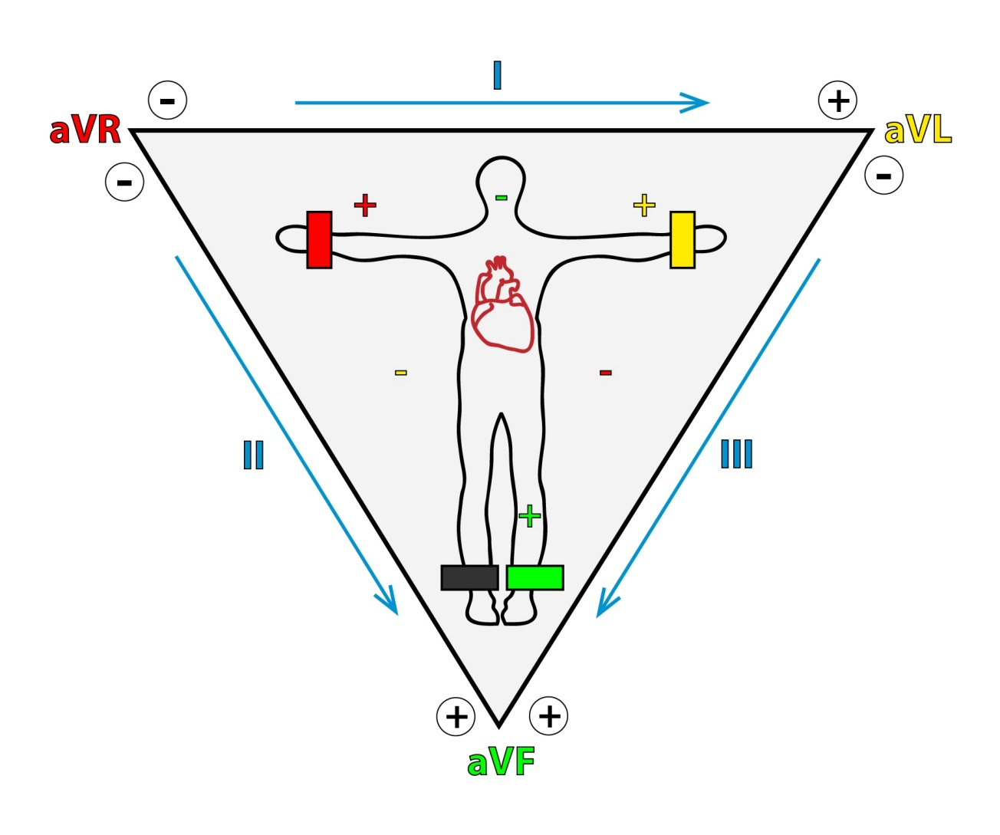 I
- +
aVR aVL
- -
+ - +
- -
II III
+
+ +
aVF